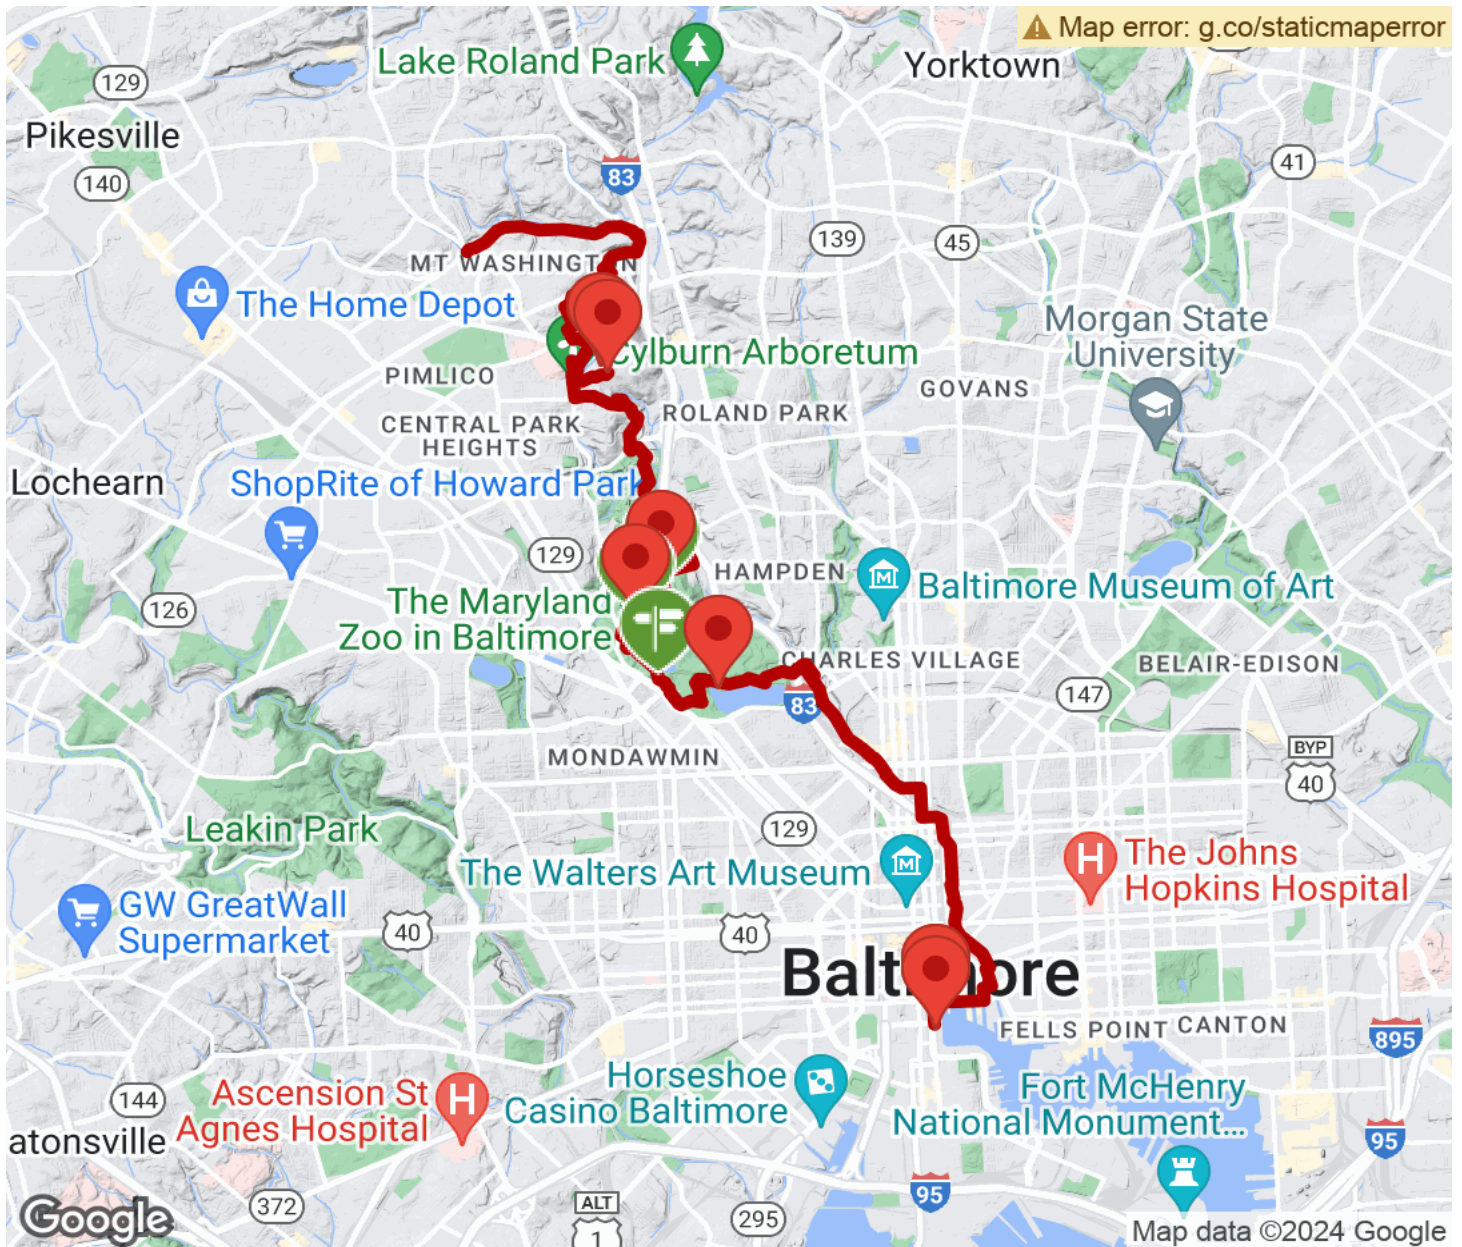 Map error: g.co/staticmaperror
Lake Roland Park
Yorktown
129
Pikesville
41
140
83
139
45
MT WASHINGTON
The Home Depot
Morgan State
University
Cylburn Arboretum
PIMLICO
GOVANS
ROLAND PARK
CENTRAL PARK
HEIGHTS
Lochearn
ShopRite of Howard Park
129
HAMPDEN
Baltimore Museum of Art
126
The Maryland
Zoo in Baltimore
CHARLES VILLAGE
BELAIR-EDISON
147
83
MONDAWMIN
BYP
40
129
Leakin Park
The Walters Art Museum
The Johns
Hopkins Hospital
GW GreatWall
Supermarket
40
40
Balt
ore
FELLS POINT
CANTON
895
Horseshoe
Casino Baltimore
Fort McHenry
National Monument...
144
Ascension St
Agnes Hospital
atonsville
95
95
372
ALT
1
295
Google
Map data ©2024 Google